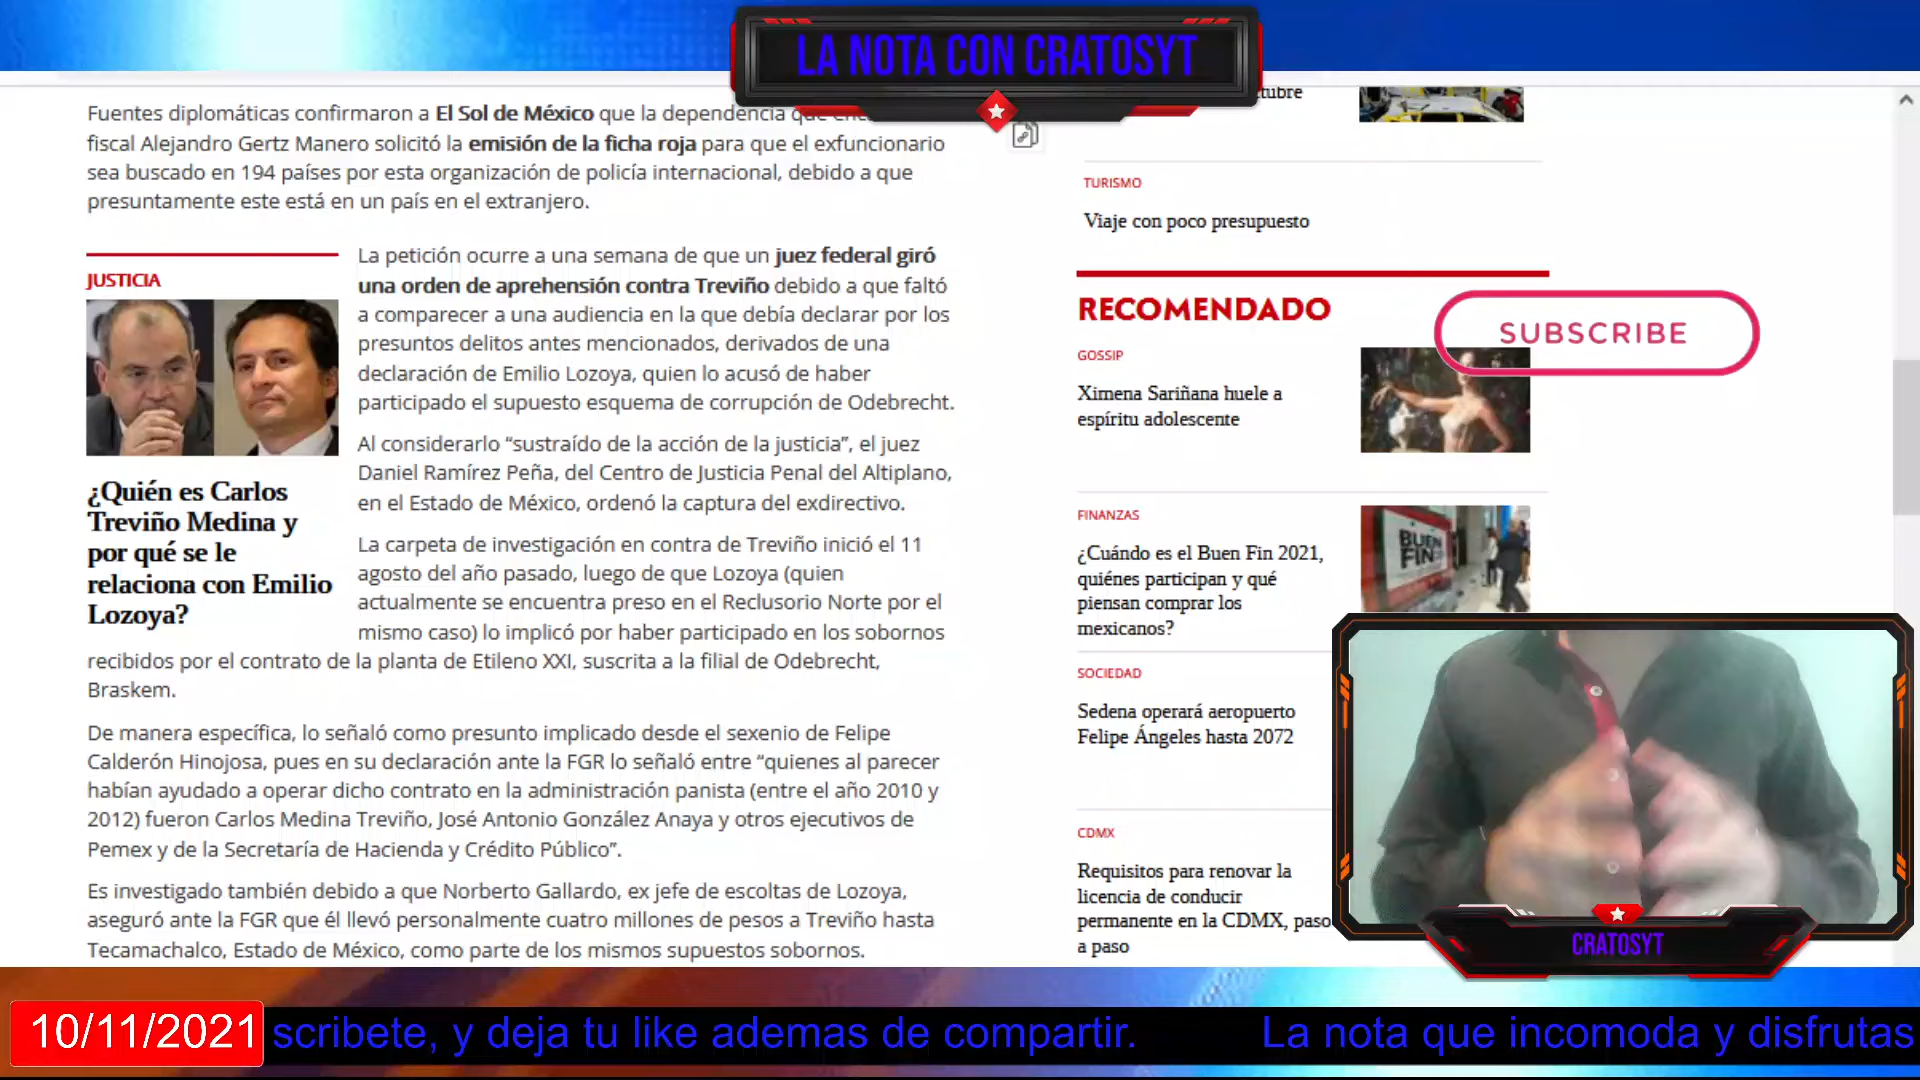 LA NOTA CON CRATOSYT
Fuentes diplomáticas confirmaron a El Sol de México que la dependencia
fiscal Alejandro Gertz Manero solicitó la emisión de la ficha roja para que el exfuncionario
sea buscado en 194 países por esta organización de policía internacional, debido a que
presuntamente este está en un país en el extranjero.
JUSTICIA
¿Quién es Carlos
Treviño Medina y
por qué se le
relaciona con Emilio
Lozoya?
La petición ocurre a una semana de que un juez federal giró
una orden de aprehensión contra Treviño debido a que faltó
a comparecer a una audiencia en la que debía declarar por los
presuntos delitos antes mencionados, derivados de una
declaración de Emilio Lozoya, quien lo acusó de haber
participado el supuesto esquema de corrupción de Odebrecht.
Al considerarlo “sustraído de la acción de la justicia”, el juez
Daniel Ramírez Peña, del Centro de Justicia Penal del Altiplano,
en el Estado de México, ordenó la captura del exdirectivo.
La carpeta de investigación en contra de Treviño inició el 11
agosto del año pasado, luego de que Lozoya (quien
actualmente se encuentra preso en el Reclusorio Norte por el
mismo caso) lo implicó por haber participado en los sobornos
recibidos por el contrato de la planta de Etileno XXI, suscrita a la filial de Odebrecht,
Braskem.
De manera específica, lo señaló como presunto implicado desde el sexenio de Felipe
Calderón Hinojosa, pues en su declaración ante la FGR lo señaló entre “quienes al parecer
habían ayudado a operar dicho contrato en la administración panista (entre el año 2010 y
2012) fueron Carlos Medina Treviño, José Antonio González Anaya y otros ejecutivos de
Pemex y de la Secretaría de Hacienda y Crédito Público”.
Es investigado también debido a que Norberto Gallardo, ex jefe de escoltas de Lozoya,
aseguró ante la FGR que él llevó personalmente cuatro millones de pesos a Treviño hasta
Tecamachalco, Estado de México, como parte de los mismos supuestos sobornos.
tubre
TURISMO
Viaje con poco presupuesto
RECOMENDADO
SUBSCRIBE
GOSSIP
Ximena Sariñana huele a
espíritu adolescente
FINANZAS
¿Cuándo es el Buen Fin 2021,
quiénes participan y qué
piensan comprar los
mexicanos?
BUEN
FIN
SOCIEDAD
Sedena operará aeropuerto
Felipe Ángeles hasta 2072
CDMX
Requisitos para renovar la
licencia de conducir
permanente en la CDMX, paso
a paso
CRATOSYT
10/11/2021
scribete, y deja tu like ademas de compartir. La nota que incomoda y disfrutas